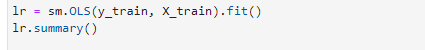 lr = sm.OLS(y_train, X_train).fit()
lr.summary()